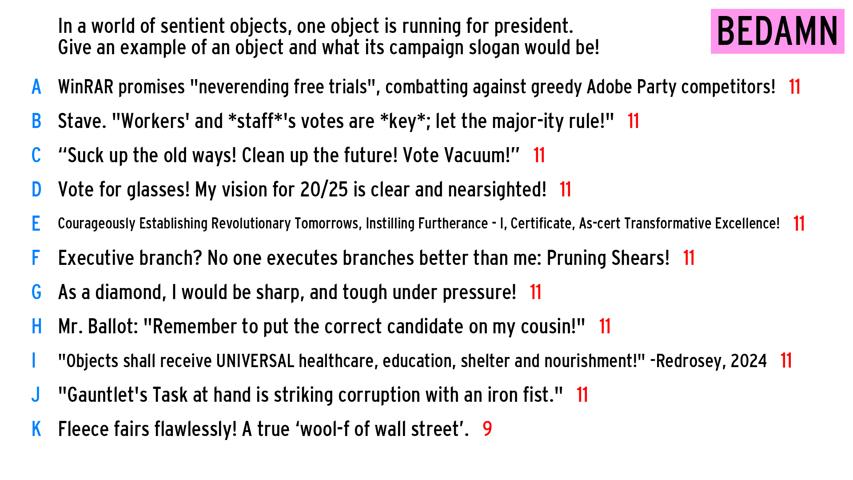 In a world of sentient objects, one object is running for president.
Give an example of an object and what its campaign slogan would be!
BEDAMN
A WinRAR promises "neverending free trials", combatting against greedy Adobe Party competitors! 11
B Stave. "Workers' and *staff*'s votes are *key*; let the major-ity rule!" 11
C “Suck up the old ways! Clean up the future! Vote Vacuum!” 11
D Vote for glasses! My vision for 20/25 is clear and nearsighted! 11
E Courageously Establishing Revolutionary Tomorrows, Instilling Furtherance - I, Certificate, As-cert Transformative Excellence! 11
F Executive branch? No one executes branches better than me: Pruning Shears! 11
G As a diamond, I would be sharp, and tough under pressure! 11
H Mr. Ballot: "Remember to put the correct candidate on my cousin!" 11
I "Objects shall receive UNIVERSAL healthcare, education, shelter and nourishment!" -Redrosey, 2024 11
J "Gauntlet's Task at hand is striking corruption with an iron fist." 11
K Fleece fairs flawlessly! A true ‘wool-f of wall street’. 9